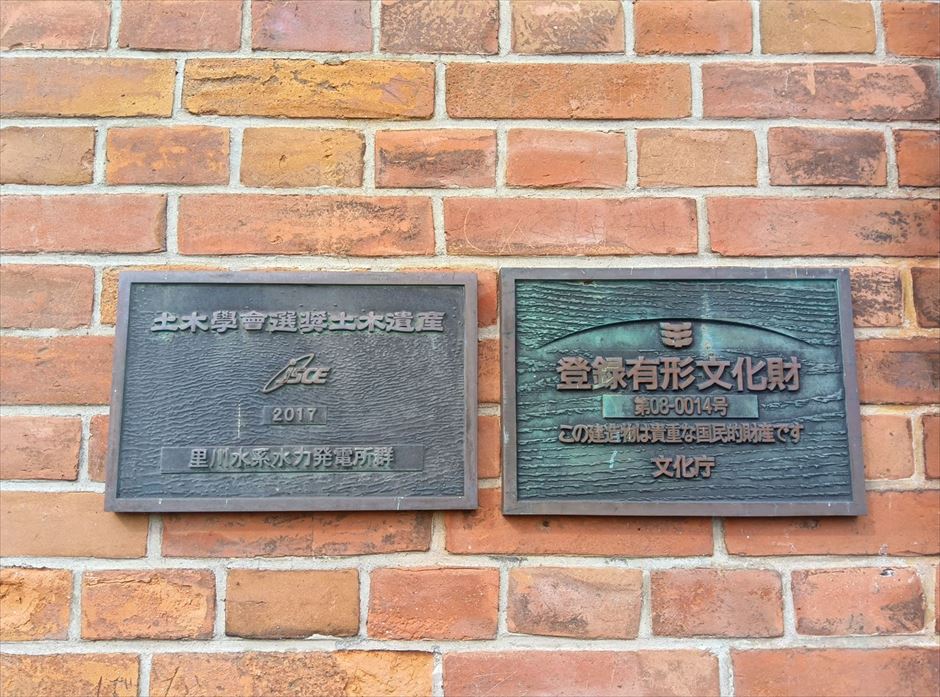 土木學會選奨土木遺産
JSCE
2017
里川水系水力発電所群
登録有形文化財
第08-0014号
この建造物は貴重な国民的財産です
文化庁